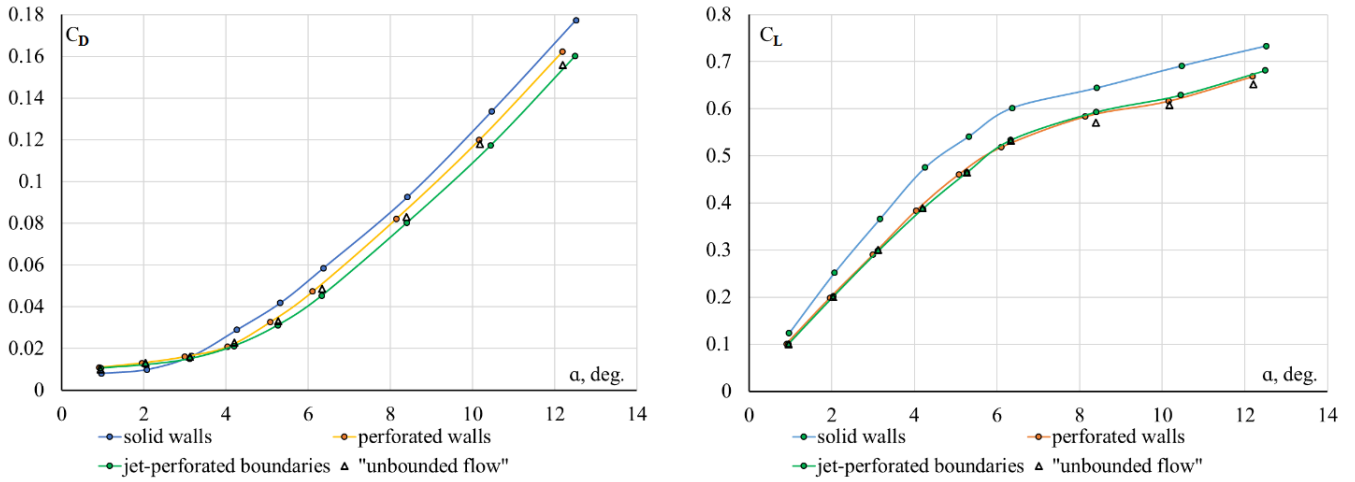 0.18
0.16
0.14
0.12
0.1
0.08
0.06
0.04
0.02
0
C_D
α, deg.
0 2 4 6 8 10 12 14
solid walls perforated walls
jet-perforated boundaries "unbounded flow"
0.8
0.7
0.6
0.5
0.4
0.3
0.2
0.1
0
C_L
α, deg.
0 2 4 6 8 10 12 14
solid walls perforated walls
jet-perforated boundaries "unbounded flow"